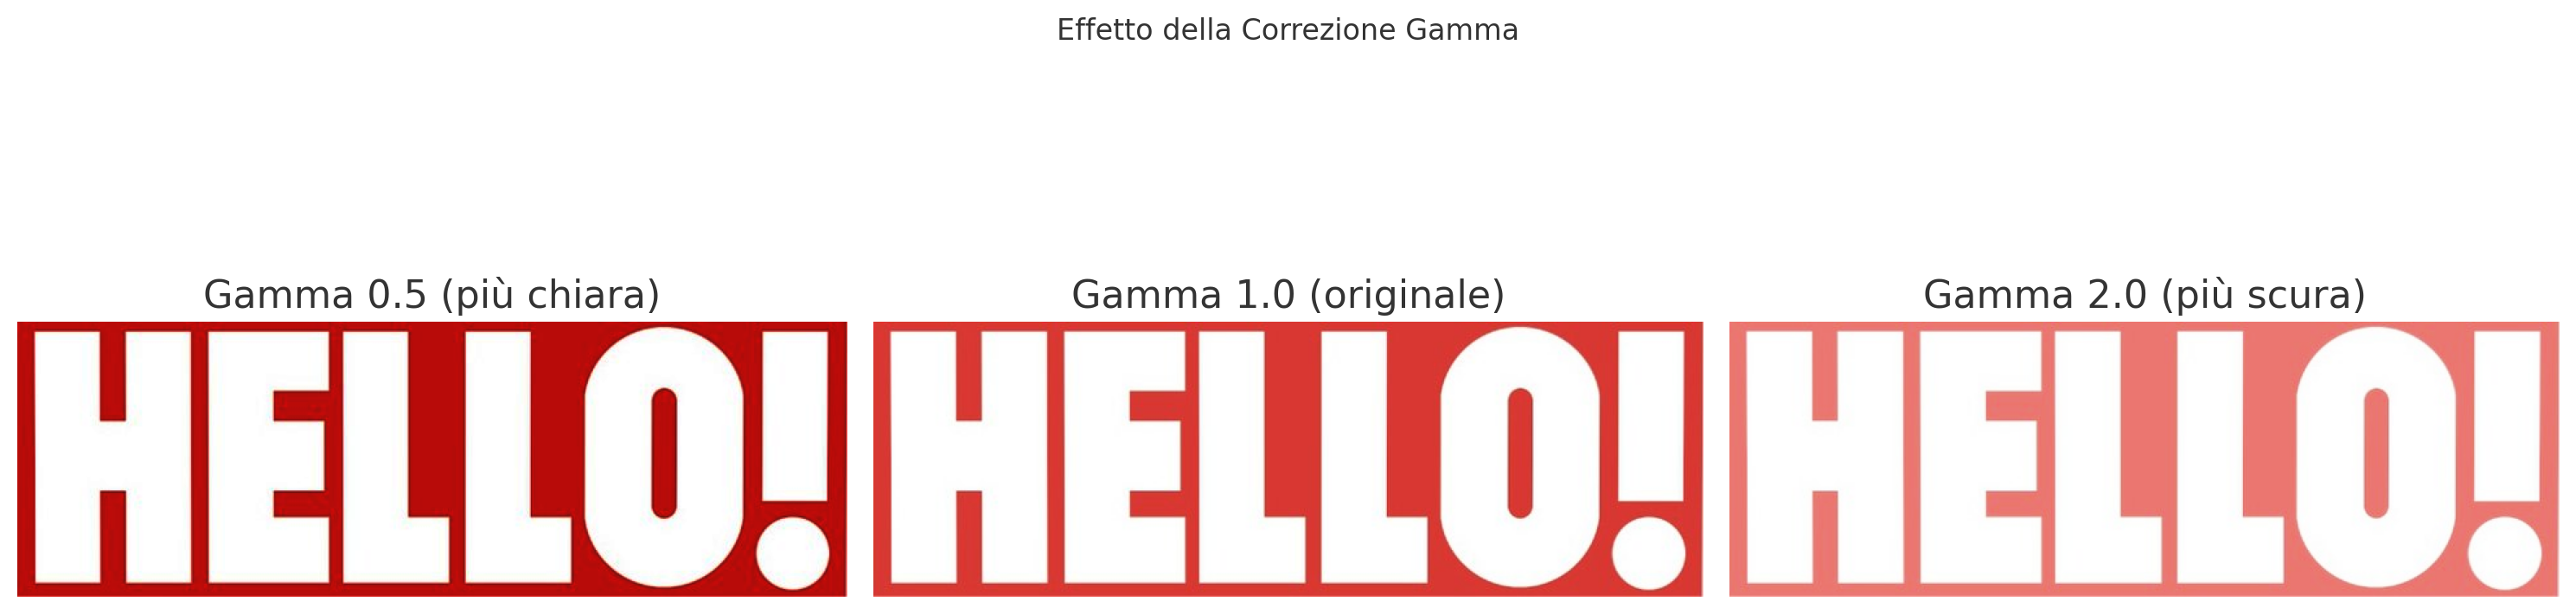 Effetto della Correzione Gamma
Gamma 0.5 (più chiara)
HELLO!
Gamma 1.0 (originale)
HELLO!
Gamma 2.0 (più scura)
HELLO!